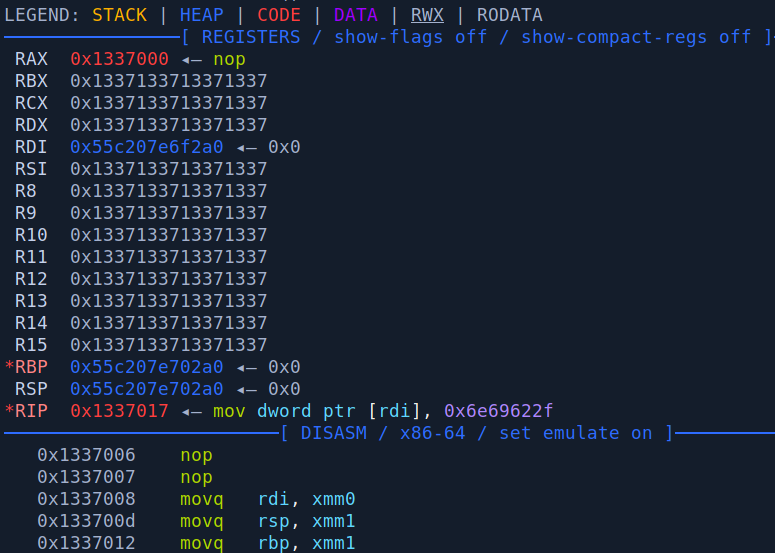 LEGEND: STACK | HEAP | CODE | DATA | RWX | RODATA
[ REGISTERS / show-flags off / show-compact-regs off ]
RAX 0x1337000 ◂— nop
RBX 0x1337133713371337
RCX 0x1337133713371337
RDX 0x1337133713371337
RDI 0x55c207e6f2a0 ◂— 0x0
RSI 0x1337133713371337
R8 0x1337133713371337
R9 0x1337133713371337
R10 0x1337133713371337
R11 0x1337133713371337
R12 0x1337133713371337
R13 0x1337133713371337
R14 0x1337133713371337
R15 0x1337133713371337
*RBP 0x55c207e702a0 ◂— 0x0
RSP 0x55c207e702a0 ◂— 0x0
*RIP 0x1337017 ◂— mov dword ptr [rdi], 0x6e69622f
[ DISASM / x86-64 / set emulate on ]
0x1337006 nop
0x1337007 nop
0x1337008 movq rdi, xmm0
0x133700d movq rsp, xmm1
0x1337012 movq rbp, xmm1